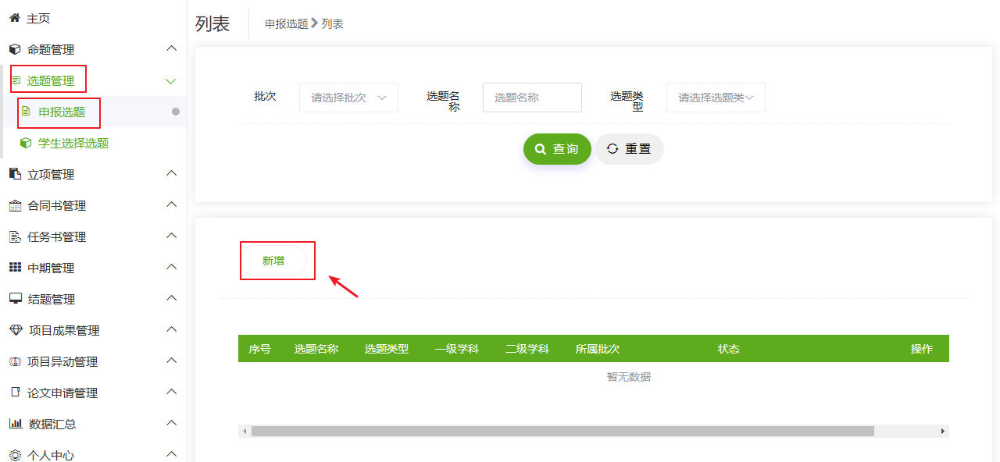 主页
命题管理
选题管理
申报选题
学生选择选题
立项管理
合同书管理
任务书管理
中期管理
结题管理
项目成果管理
项目异动管理
论文申请管理
数据汇总
个人中心
列表
申报选题 列表
批次 请选择批次 选题名称 选题名称 选题类型 请选择选题类
查询 重置
新增
序号 选题名称 选题类型 一级学科 二级学科 所属批次 状态 操作
暂无数据